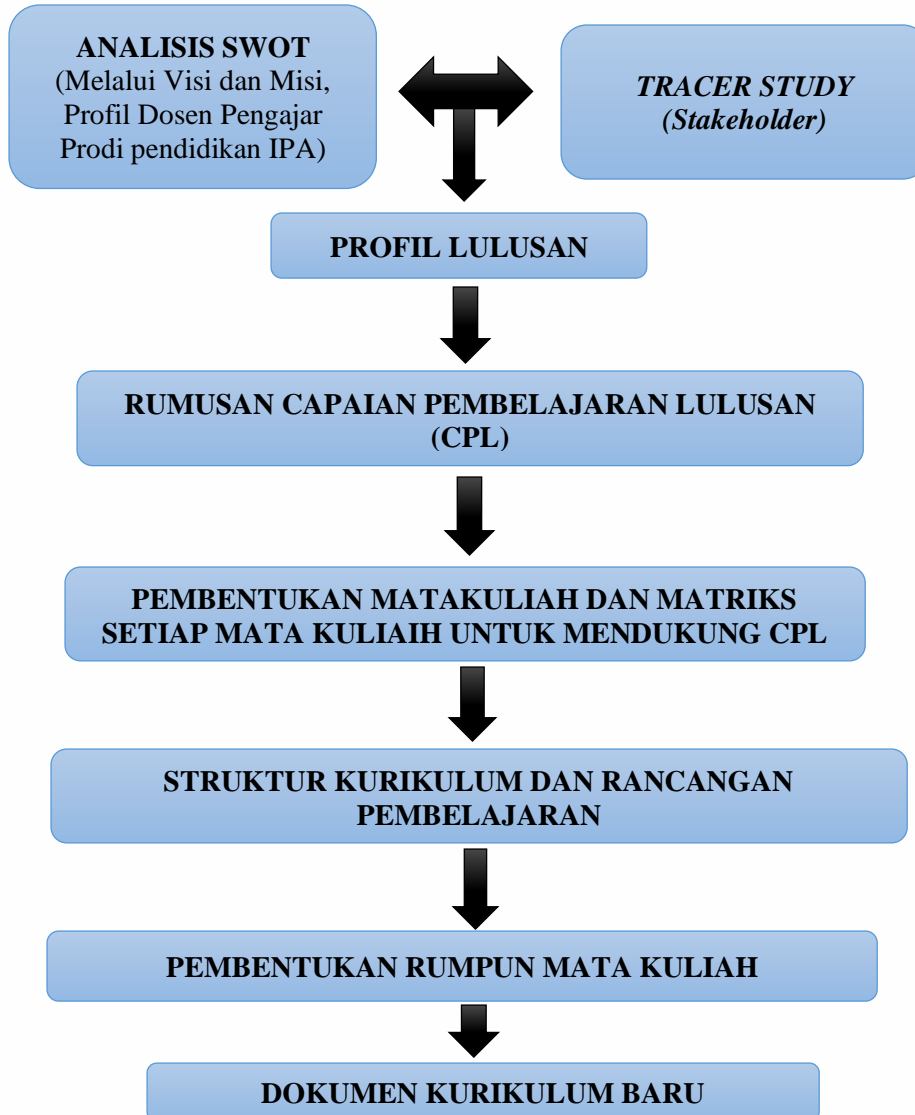 ANALISIS SWOT
(Melalui Visi dan Misi,
Profil Dosen Pengajar
Prodi pendidikan IPA)
TRACER STUDY
(Stakeholder)
PROFIL LULUSAN
RUMUSAN CAPAIAN PEMBELAJARAN LULUSAN
(CPL)
PEMBENTUKAN MATAKULIAH DAN MATRIKS
SETIAP MATA KULIAIH UNTUK MENDUKUNG CPL
STRUKTUR KURIKULUM DAN RANCANGAN
PEMBELAJARAN
PEMBENTUKAN RUMPUN MATA KULIAH
DOKUMEN KURIKULUM BARU